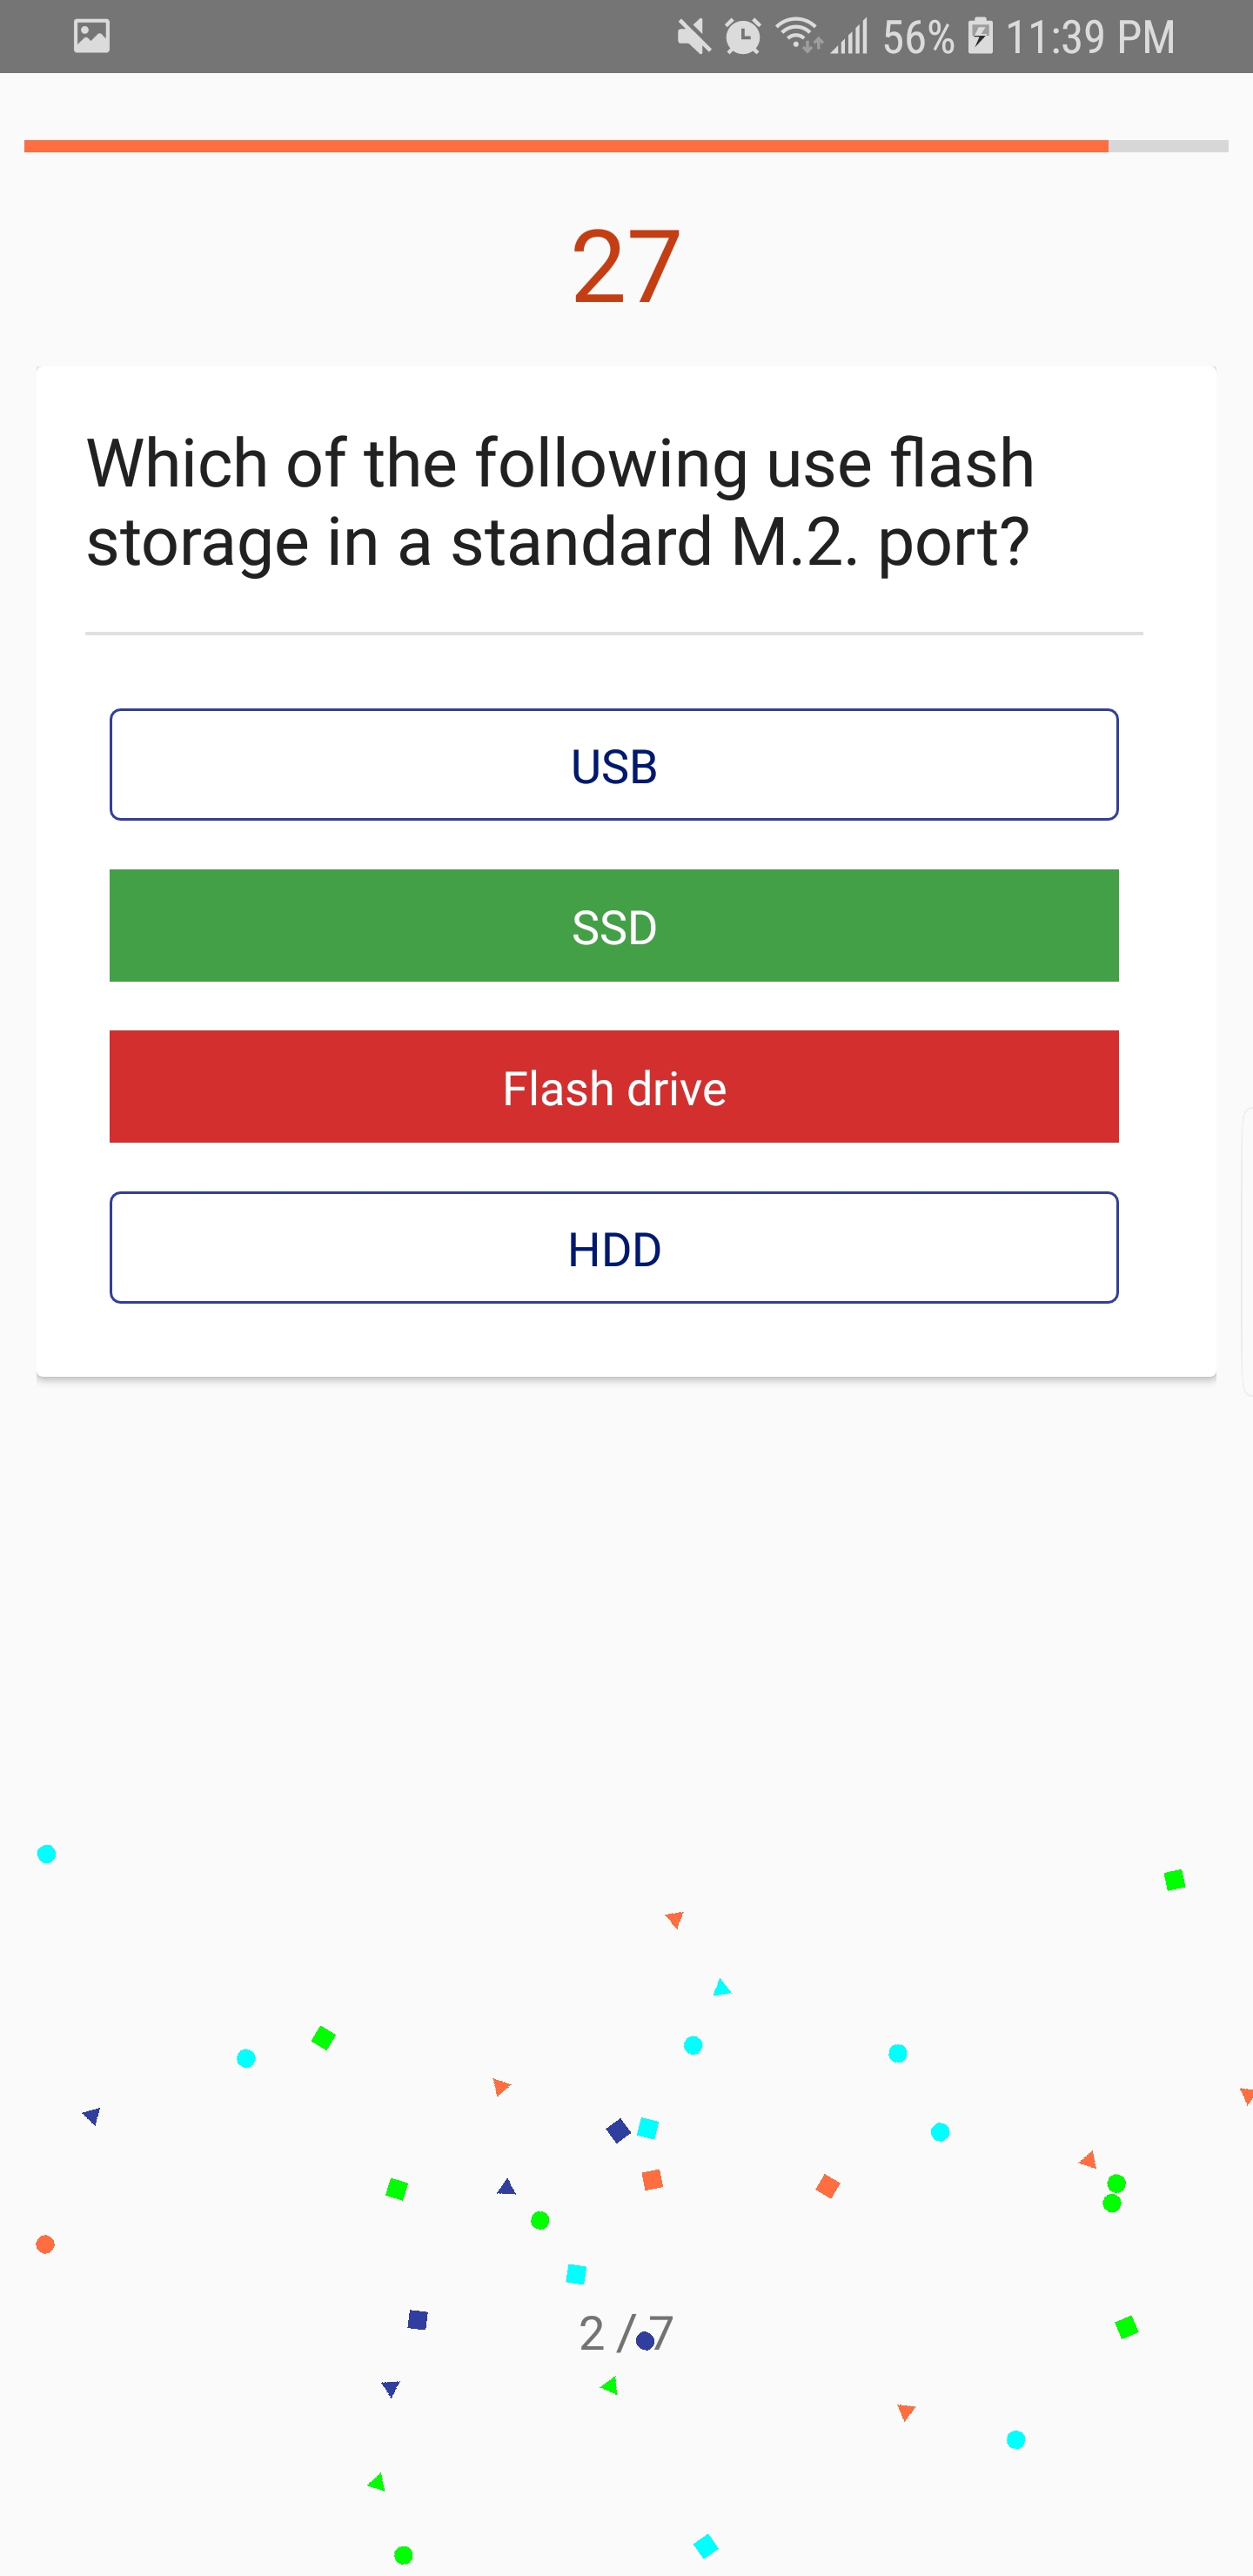 56% 11:39 PM
27
Which of the following use flash
storage in a standard M.2. port?
USB
SSD
Flash drive
HDD
2 / 7